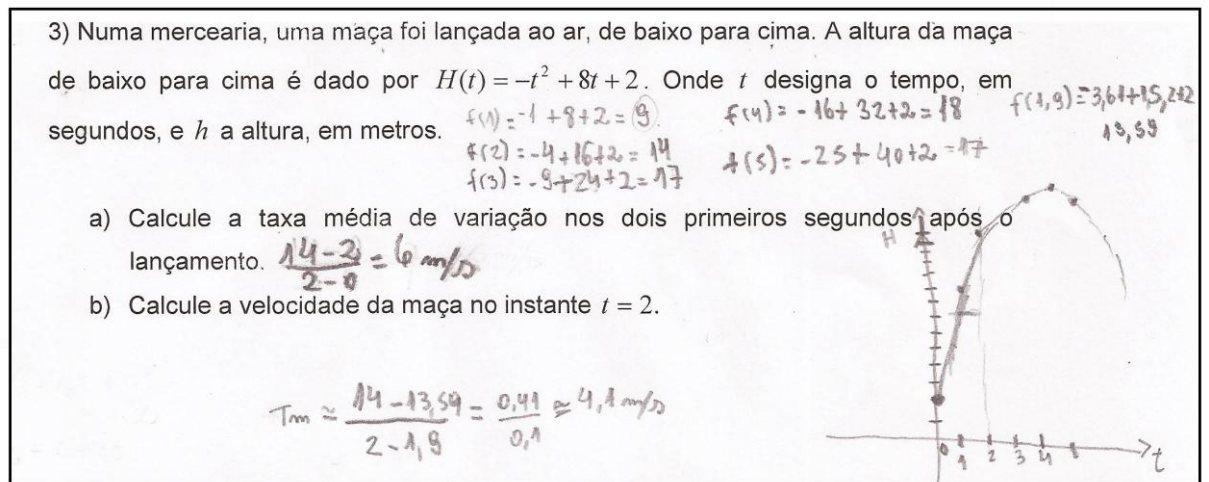 3) Numa mercearia, uma maça foi lançada ao ar, de baixo para cima. A altura da maça
de baixo para cima é dado por H(t) = −t² + 8t + 2. Onde t designa o tempo, em
segundos, e h a altura, em metros.
f(1) = -1 + 8 + 2 = 9
f(2) = -4 + 16 + 2 = 14
f(3) = -9 + 24 + 2 = 17
f(4) = -16 + 32 + 2 = 18
f(5) = -25 + 40 + 2 = 17
f(1,9) = 3,61 + 15,2 + 2
13,59
a) Calcule a taxa média de variação nos dois primeiros segundos após o
lançamento. 14-2/2-0 = 6 m/s
b) Calcule a velocidade da maça no instante t = 2.
Tm ≃ 14-13,59/2-1,9 = 0,41/0,1 ≃ 4,1 m/s
H
0 1 2 3 4 t